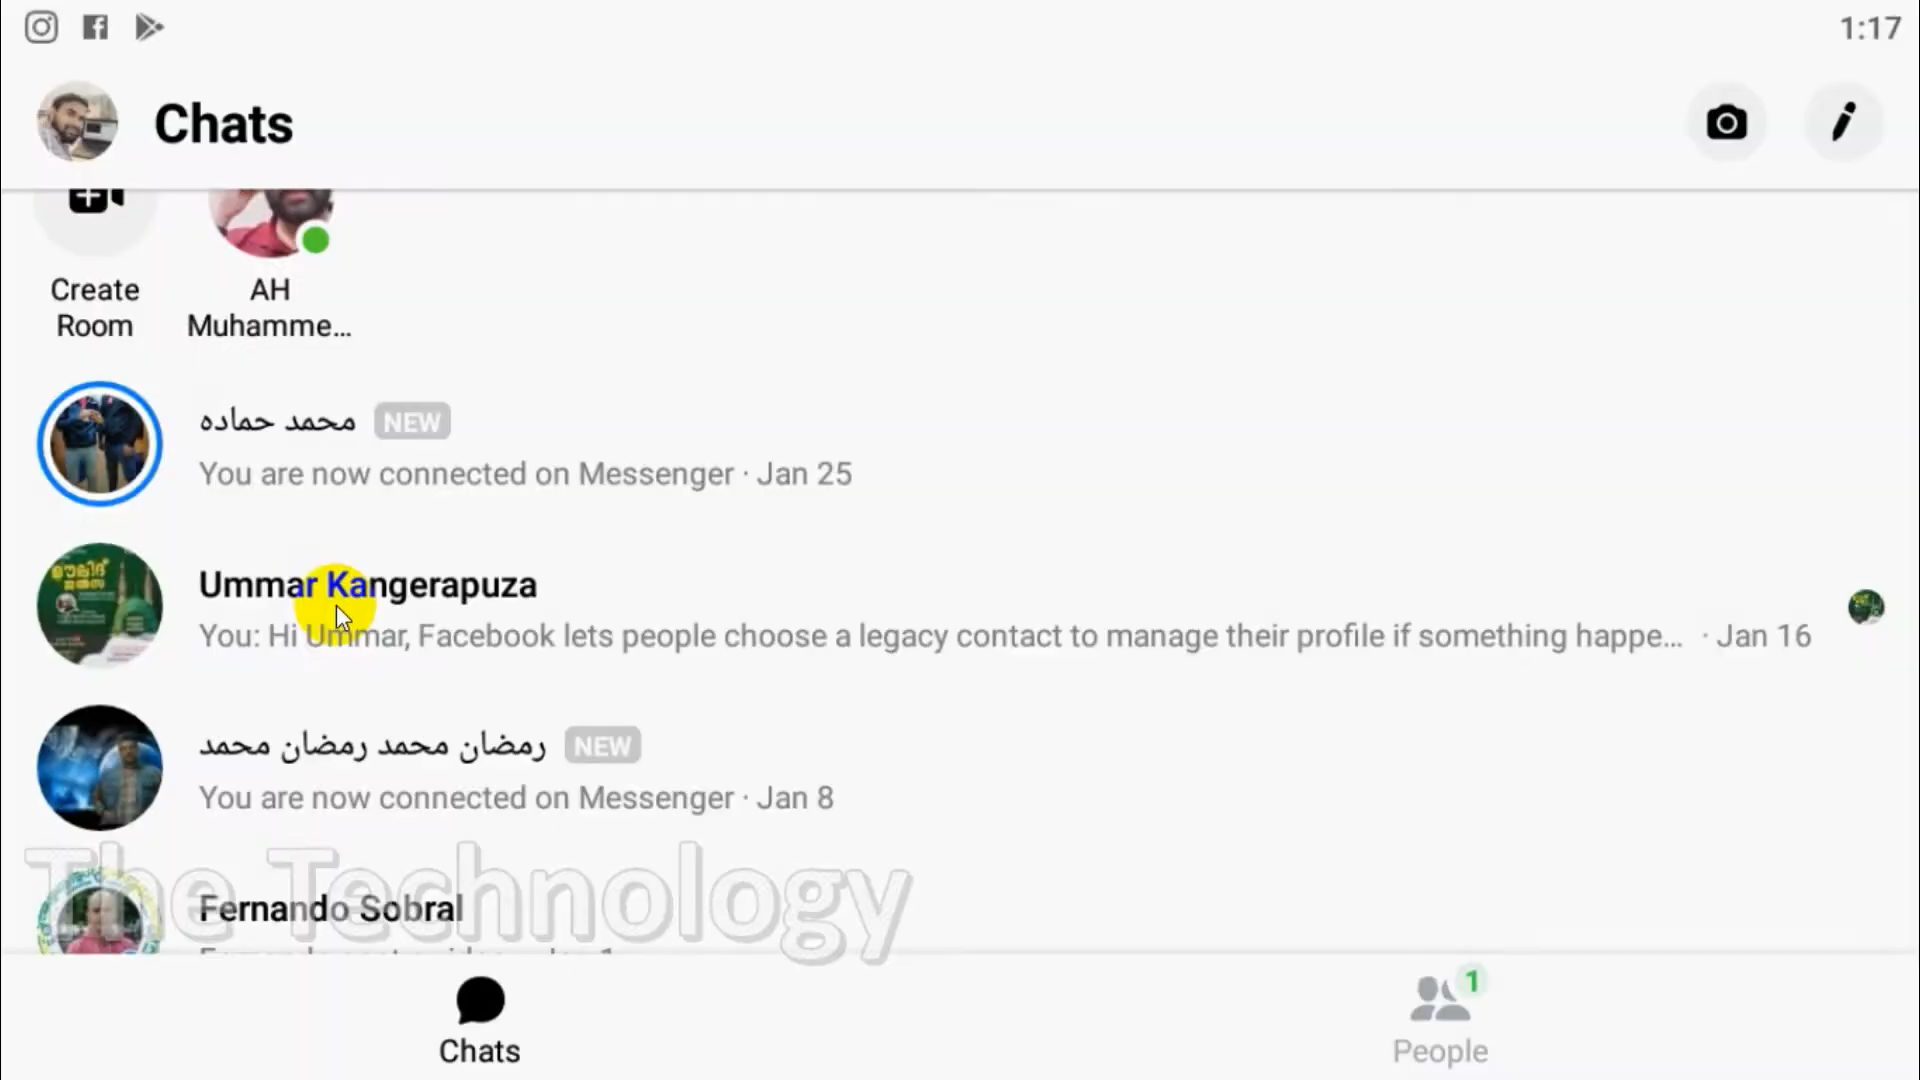 1:17
Chats
Create
Room
AH
Muhamme...
محمد حماده NEW
You are now connected on Messenger · Jan 25
Ummar Kangerapuza
You: Hi Ummar, Facebook lets people choose a legacy contact to manage their profile if something happe... · Jan 16
رمضان محمد رمضان محمد NEW
You are now connected on Messenger · Jan 8
The Technology
Fernando Sobral
Chats
1
People